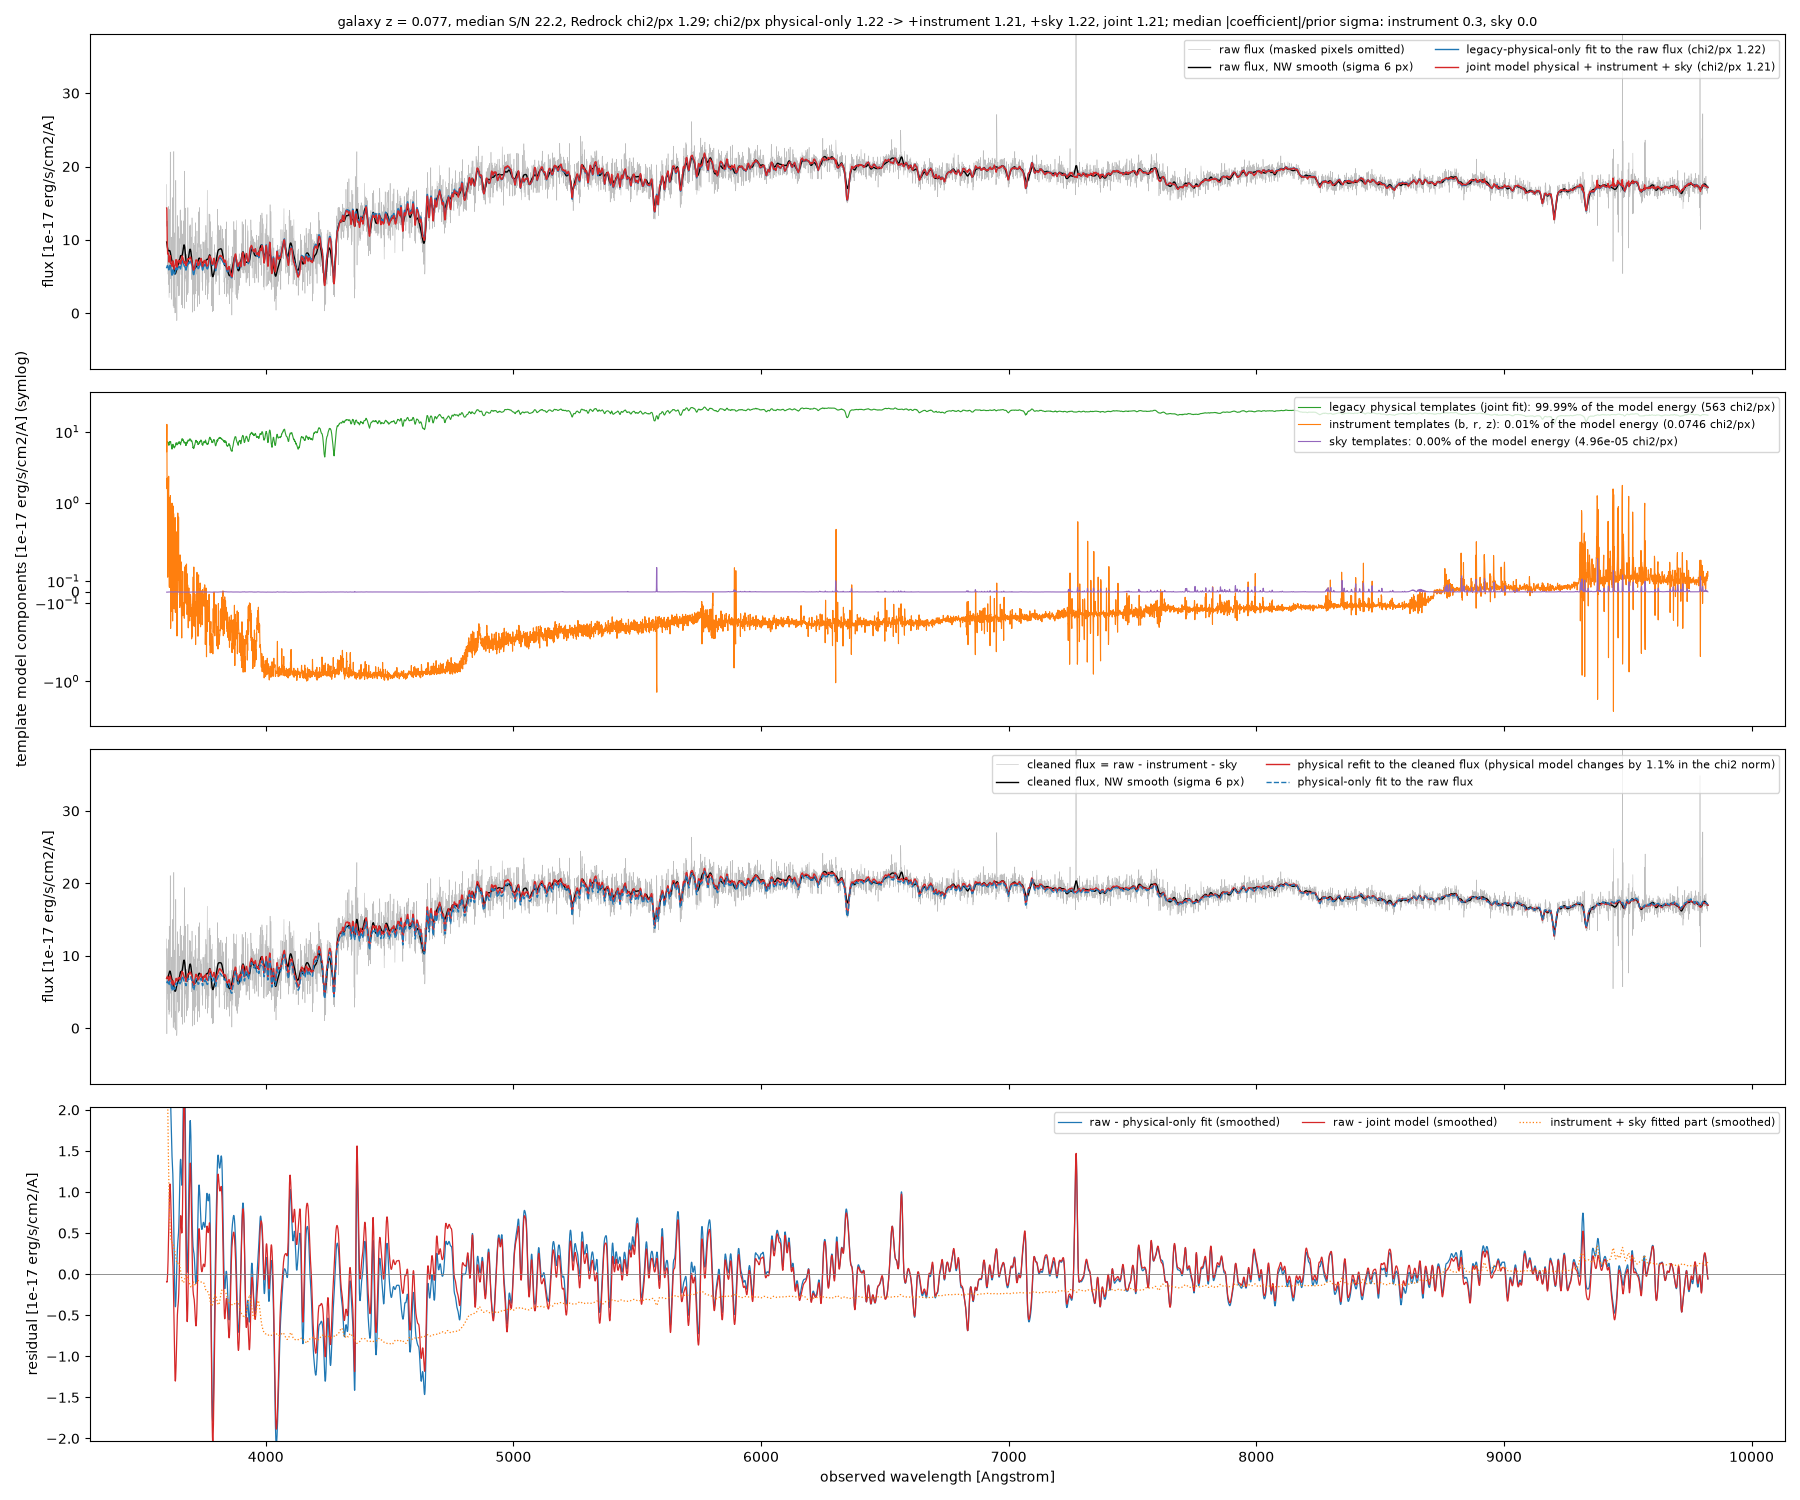 galaxy z = 0.077, median S/N 22.2, Redrock chi2/px 1.29; chi2/px physical-only 1.22 -> +instrument 1.21, +sky 1.22, joint 1.21; median |coefficient|/prior sigma: instrument 0.3, sky 0.0
raw flux (masked pixels omitted)
raw flux, NW smooth (sigma 6 px)
legacy-physical-only fit to the raw flux (chi2/px 1.22)
joint model physical + instrument + sky (chi2/px 1.21)
30
20
10
0
flux [1e-17 erg/s/cm2/A]
legacy physical templates (joint fit): 99.99% of the model energy (563 chi2/px)
instrument templates (b, r, z): 0.01% of the model energy (0.0746 chi2/px)
sky templates: 0.00% of the model energy (4.96e-05 chi2/px)
10¹
10⁰
10⁻¹
0
−10⁻¹
−10⁰
template model components [1e-17 erg/s/cm2/A] (symlog)
cleaned flux = raw - instrument - sky
cleaned flux, NW smooth (sigma 6 px)
physical refit to the cleaned flux (physical model changes by 1.1% in the chi2 norm)
physical-only fit to the raw flux
30
20
10
0
flux [1e-17 erg/s/cm2/A]
raw - physical-only fit (smoothed)
raw - joint model (smoothed)
instrument + sky fitted part (smoothed)
2.0
1.5
1.0
0.5
0.0
−0.5
−1.0
−1.5
−2.0
residual [1e-17 erg/s/cm2/A]
4000
5000
6000
7000
8000
9000
10000
observed wavelength [Angstrom]